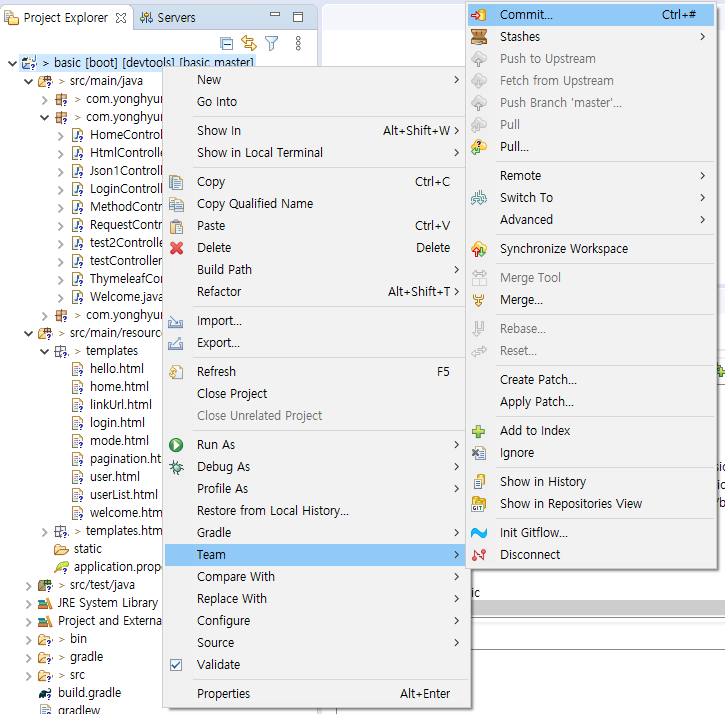 Project Explorer
Servers
> basic [boot] [devtools] [basic master]
> src/main/java
> com.yonghyun
> com.yonghyun
HomeControl
HtmlControlle
Json1Controll
LoginControll
MethodContr
RequestContr
test2Controlle
testController
ThymeleafCon
Welcome.java
> com.yonghyun
> src/main/resourc
> templates
hello.html
home.html
linkUrl.html
login.html
mode.html
pagination.ht
user.html
userList.html
welcome.htm
> templates.htm
static
application.prop
> src/test/java
JRE System Library
Project and Externa
> bin
> gradle
> src
build.gradle
gradlew
New
Go Into
Show In Alt+Shift+W
Show in Local Terminal
Copy Ctrl+C
Copy Qualified Name
Paste Ctrl+V
Delete Delete
Build Path
Refactor Alt+Shift+T
Import...
Export...
Refresh F5
Close Project
Close Unrelated Project
Run As
Debug As
Profile As
Restore from Local History...
Gradle
Team
Compare With
Replace With
Configure
Source
Validate
Properties Alt+Enter
Commit... Ctrl+#
Stashes
Push to Upstream
Fetch from Upstream
Push Branch 'master'...
Pull
Pull...
Remote
Switch To
Advanced
Synchronize Workspace
Merge Tool
Merge...
Rebase...
Reset...
Create Patch...
Apply Patch...
Add to Index
Ignore
Show in History
Show in Repositories View
Init Gitflow...
Disconnect
ic